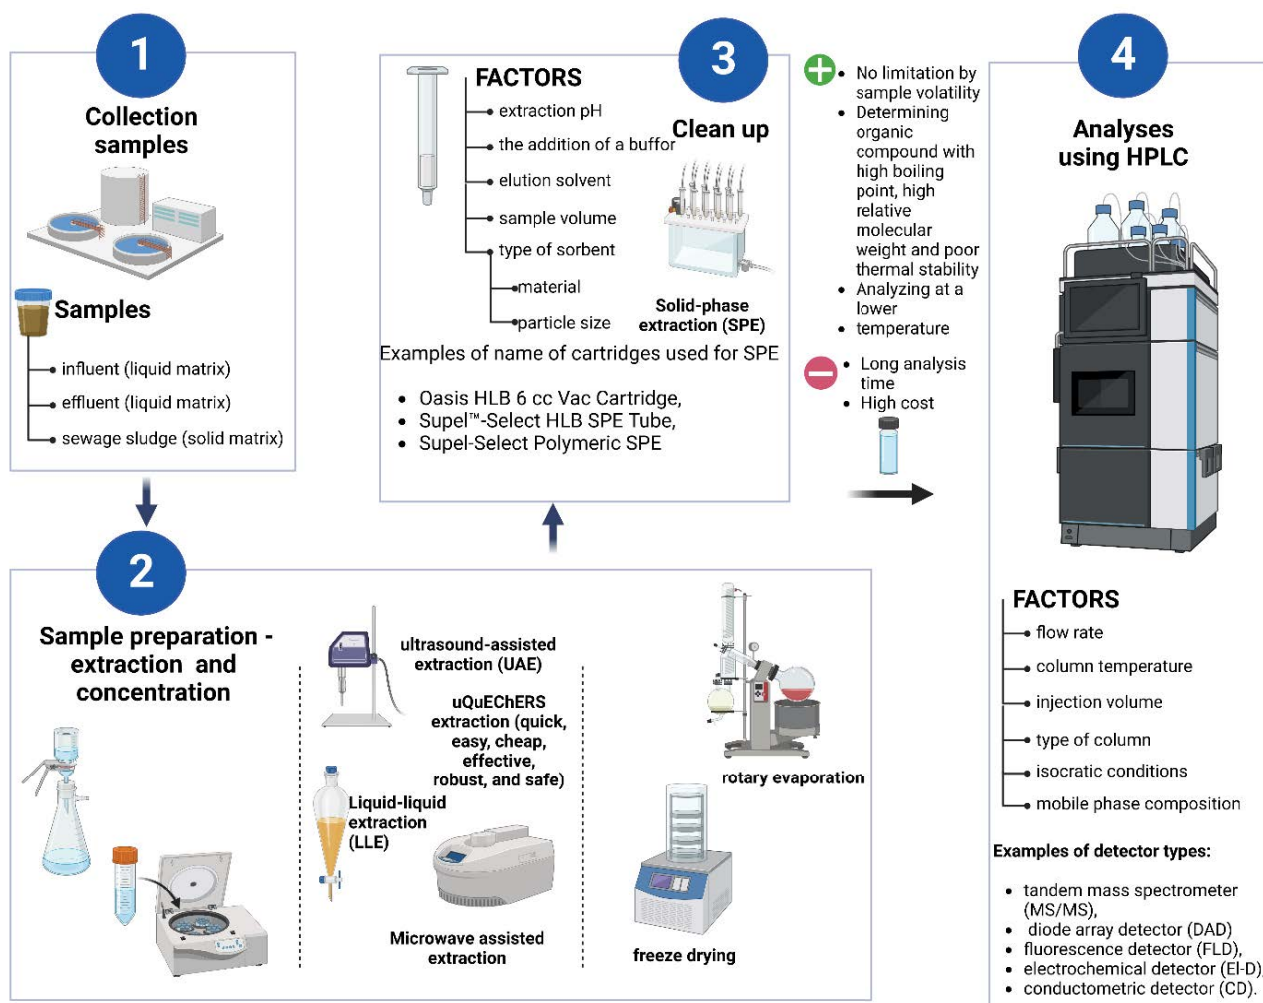 1
Collection
samples
Samples
influent (liquid matrix)
effluent (liquid matrix)
sewage sludge (solid matrix)
2
Sample preparation -
extraction and
concentration
ultrasound-assisted
extraction (UAE)
uQuEChERS
extraction (quick,
easy, cheap,
effective,
robust, and safe)
Liquid-liquid
extraction
(LLE)
Microwave assisted
extraction
rotary evaporation
freeze drying
3
Clean up
FACTORS
extraction pH
the addition of a buffor
elution solvent
sample volume
type of sorbent
material
particle size
Solid-phase
extraction (SPE)
Examples of name of cartridges used for SPE
• Oasis HLB 6 cc Vac Cartridge,
• Supel™-Select HLB SPE Tube,
• Supel-Select Polymeric SPE
• No limitation by
sample volatility
• Determining
organic
compound with
high boiling
point, high
relative
molecular
weight and poor
thermal stability
• Analyzing at a
lower
• temperature
• Long analysis
time
• High cost
4
Analyses
using HPLC
FACTORS
flow rate
column temperature
injection volume
type of column
isocratic conditions
mobile phase composition
Examples of detector types:
• tandem mass spectrometer
(MS/MS),
• diode array detector (DAD)
• fluorescence detector (FLD),
• electrochemical detector (El-D),
• conductometric detector (CD).